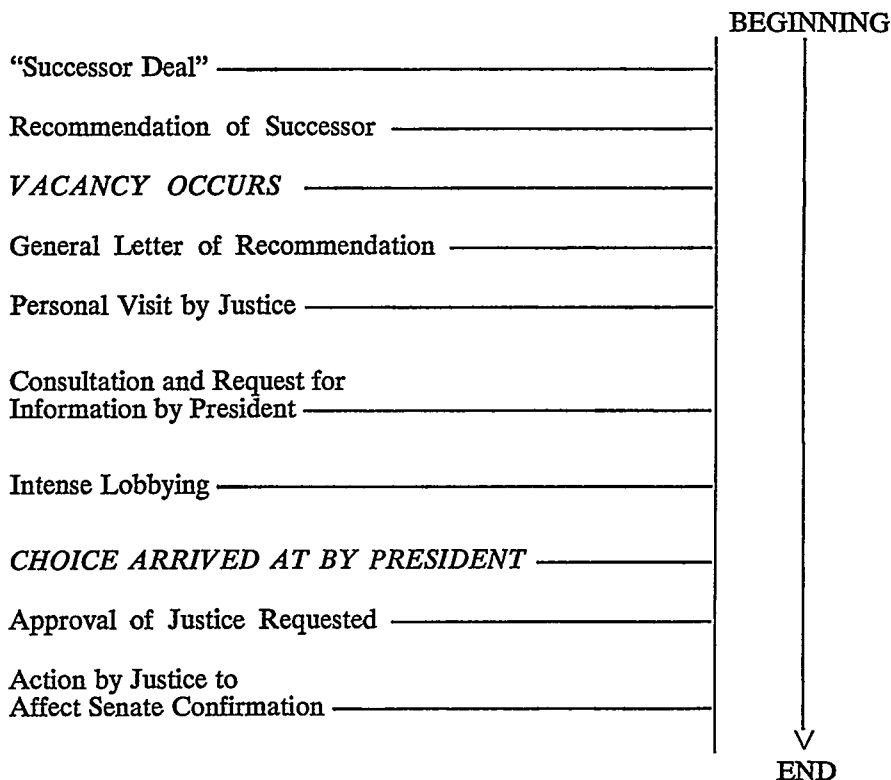 BEGINNING
“Successor Deal”
Recommendation of Successor
VACANCY OCCURS
General Letter of Recommendation
Personal Visit by Justice
Consultation and Request for
Information by President
Intense Lobbying
CHOICE ARRIVED AT BY PRESIDENT
Approval of Justice Requested
Action by Justice to
Affect Senate Confirmation
END